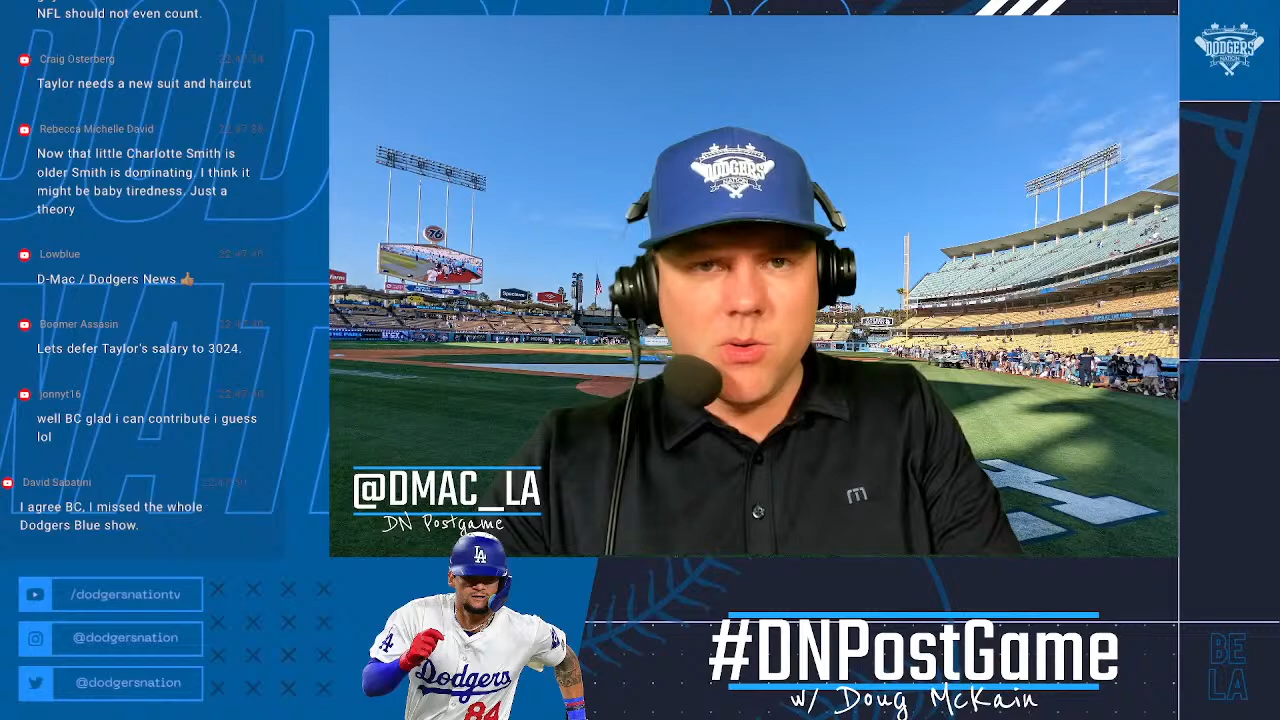 NFL should not even count.
Craig Osterberg
Taylor needs a new suit and haircut
Rebecca Michelle David
Now that little Charlotte Smith is
older Smith is dominating. I think it
might be baby tiredness. Just a
theory
Lowblue
D-Mac / Dodgers News 👍🏽
Boomer Assasin
Lets defer Taylor's salary to 3024.
jonnyt16
well BC glad i can contribute i guess
lol
David Sabatini
I agree BC, I missed the whole
Dodgers Blue show.
/dodgersnationtv
@dodgersnation
@dodgersnation
DODGERS
NATION
76
DODGERS
NATION
@DMAC_LA
DN Postgame
LA
Dodgers
84
#DNPostGame
w/ Doug McKain
BE
LA